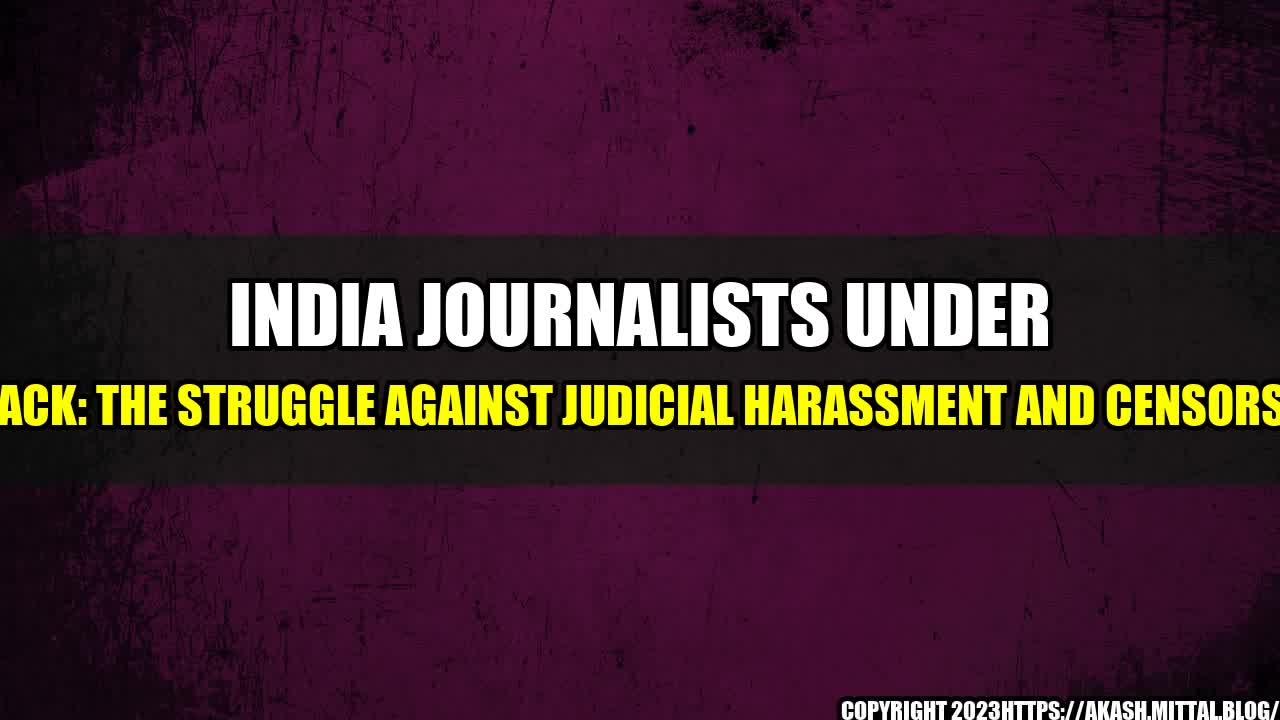 INDIA JOURNALISTS UNDER
ACK: THE STRUGGLE AGAINST JUDICIAL HARASSMENT AND CENSORS
COPYRIGHT 2023HTTPS://AKASH.MITTAL.BLOG/